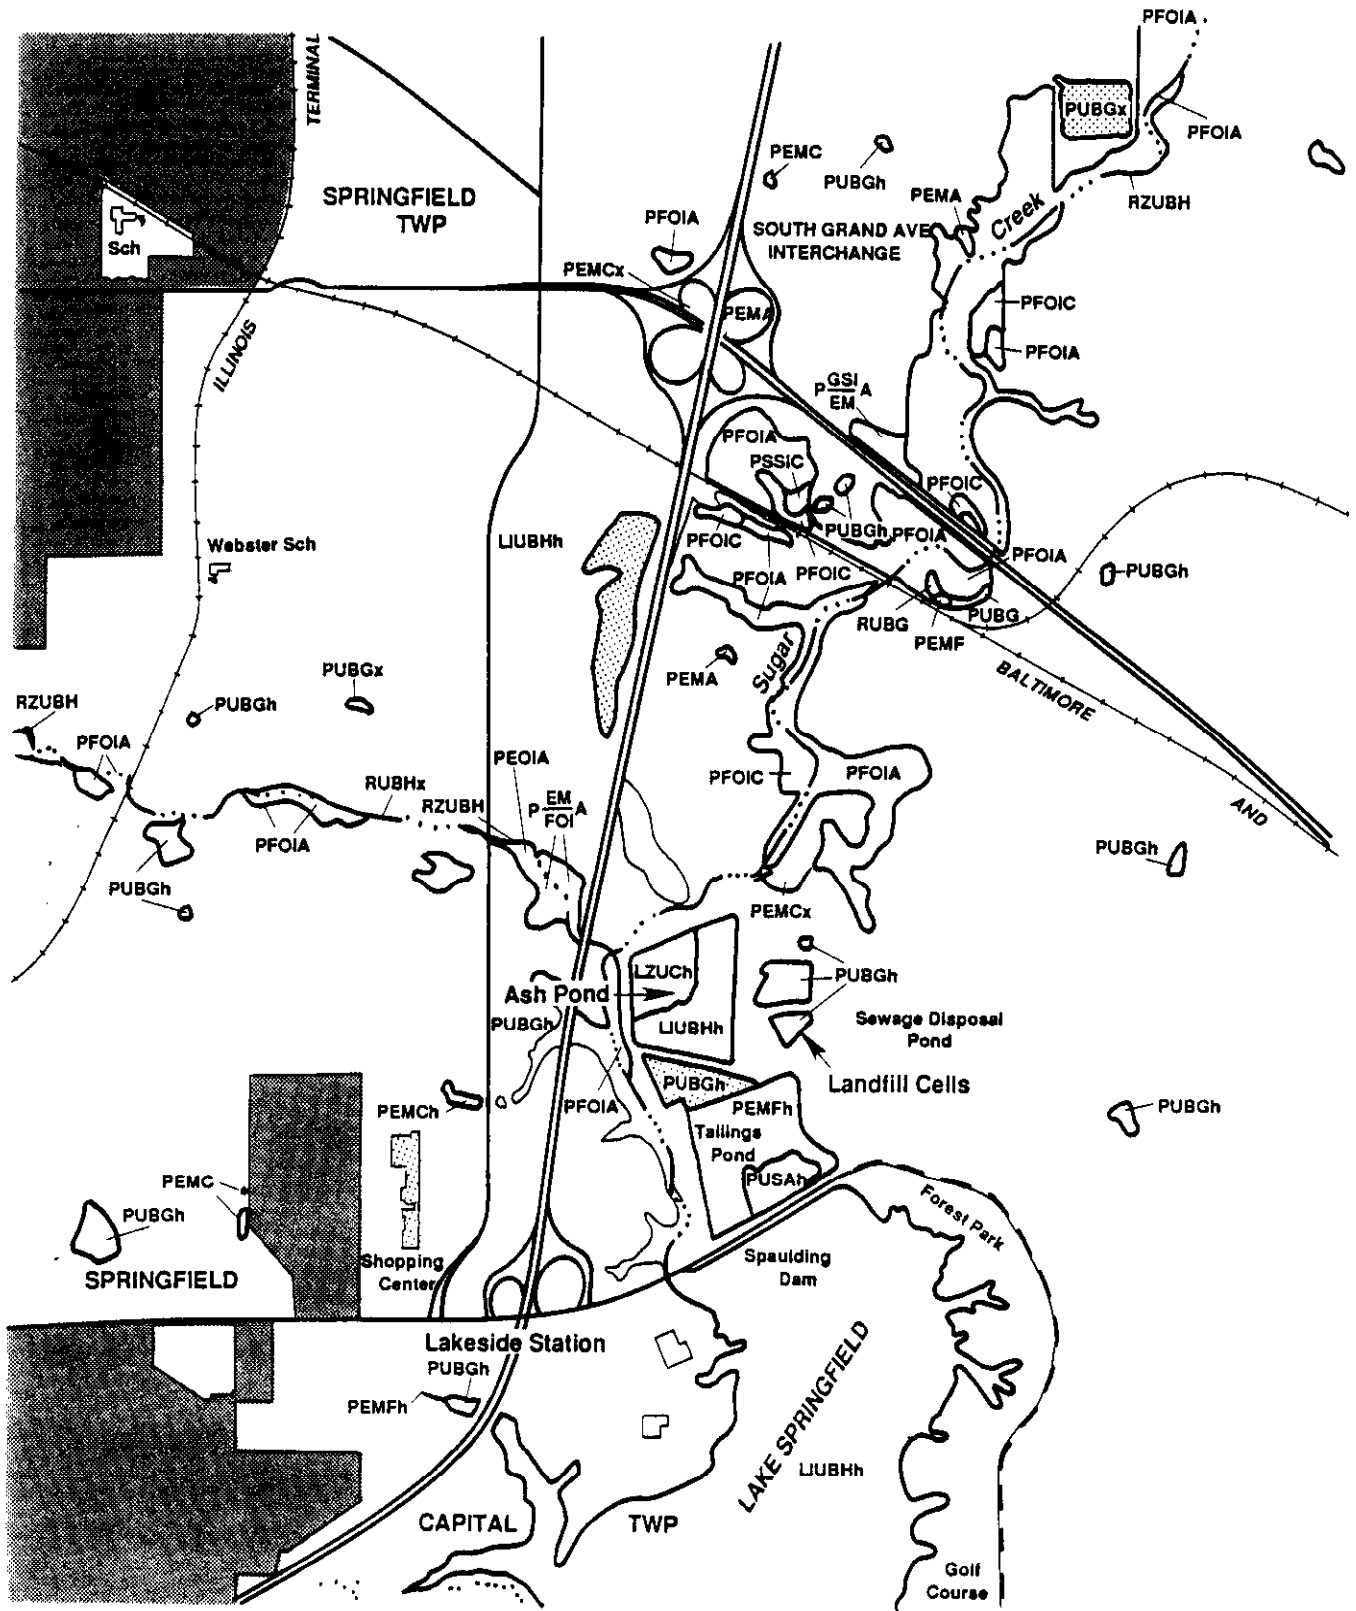 PFOIA
TERMINAL
PUBGx
PFOIA
PEMC
PUBGh
RZUBH
PEMA
Creek
SPRINGFIELD
TWP
Sch
PFOIA
SOUTH GRAND AVE
INTERCHANGE
PEMCx
PEMA
PFOIC
PFOIA
ILLINOIS
P GSI A
EM
PFOIA
PSSIC
PFOIC
PUBGh
PFOIA
LIUBHh
Webster Sch
PFOIC
PFOIA
PFOIC
PFOIA
PUBGh
RUBG
PUBG
PEMF
Sugar
PEMA
BALTIMORE
PUBGx
RZUBH
PUBGh
PFOIA
PEOIA
PFOIC
PFOIA
RUBHx
RZUBH
P EM A
FOI
AND
PFOIA
PUBGh
PUBGh
PEMCx
LZUCh
PUBGh
Ash Pond
PUBGh
LIUBHh
Sewage Disposal
Pond
Landfill Cells
PUBGh
PEMCh
PFOIA
PEMFh
PUBGh
Tailings
Pond
PEMC
PUSAh
PUBGh
Forest Park
SPRINGFIELD
Shopping
Center
Spaulding
Dam
Lakeside Station
PUBGh
PEMFh
LAKE SPRINGFIELD
LIUBHh
CAPITAL TWP
Golf
Course